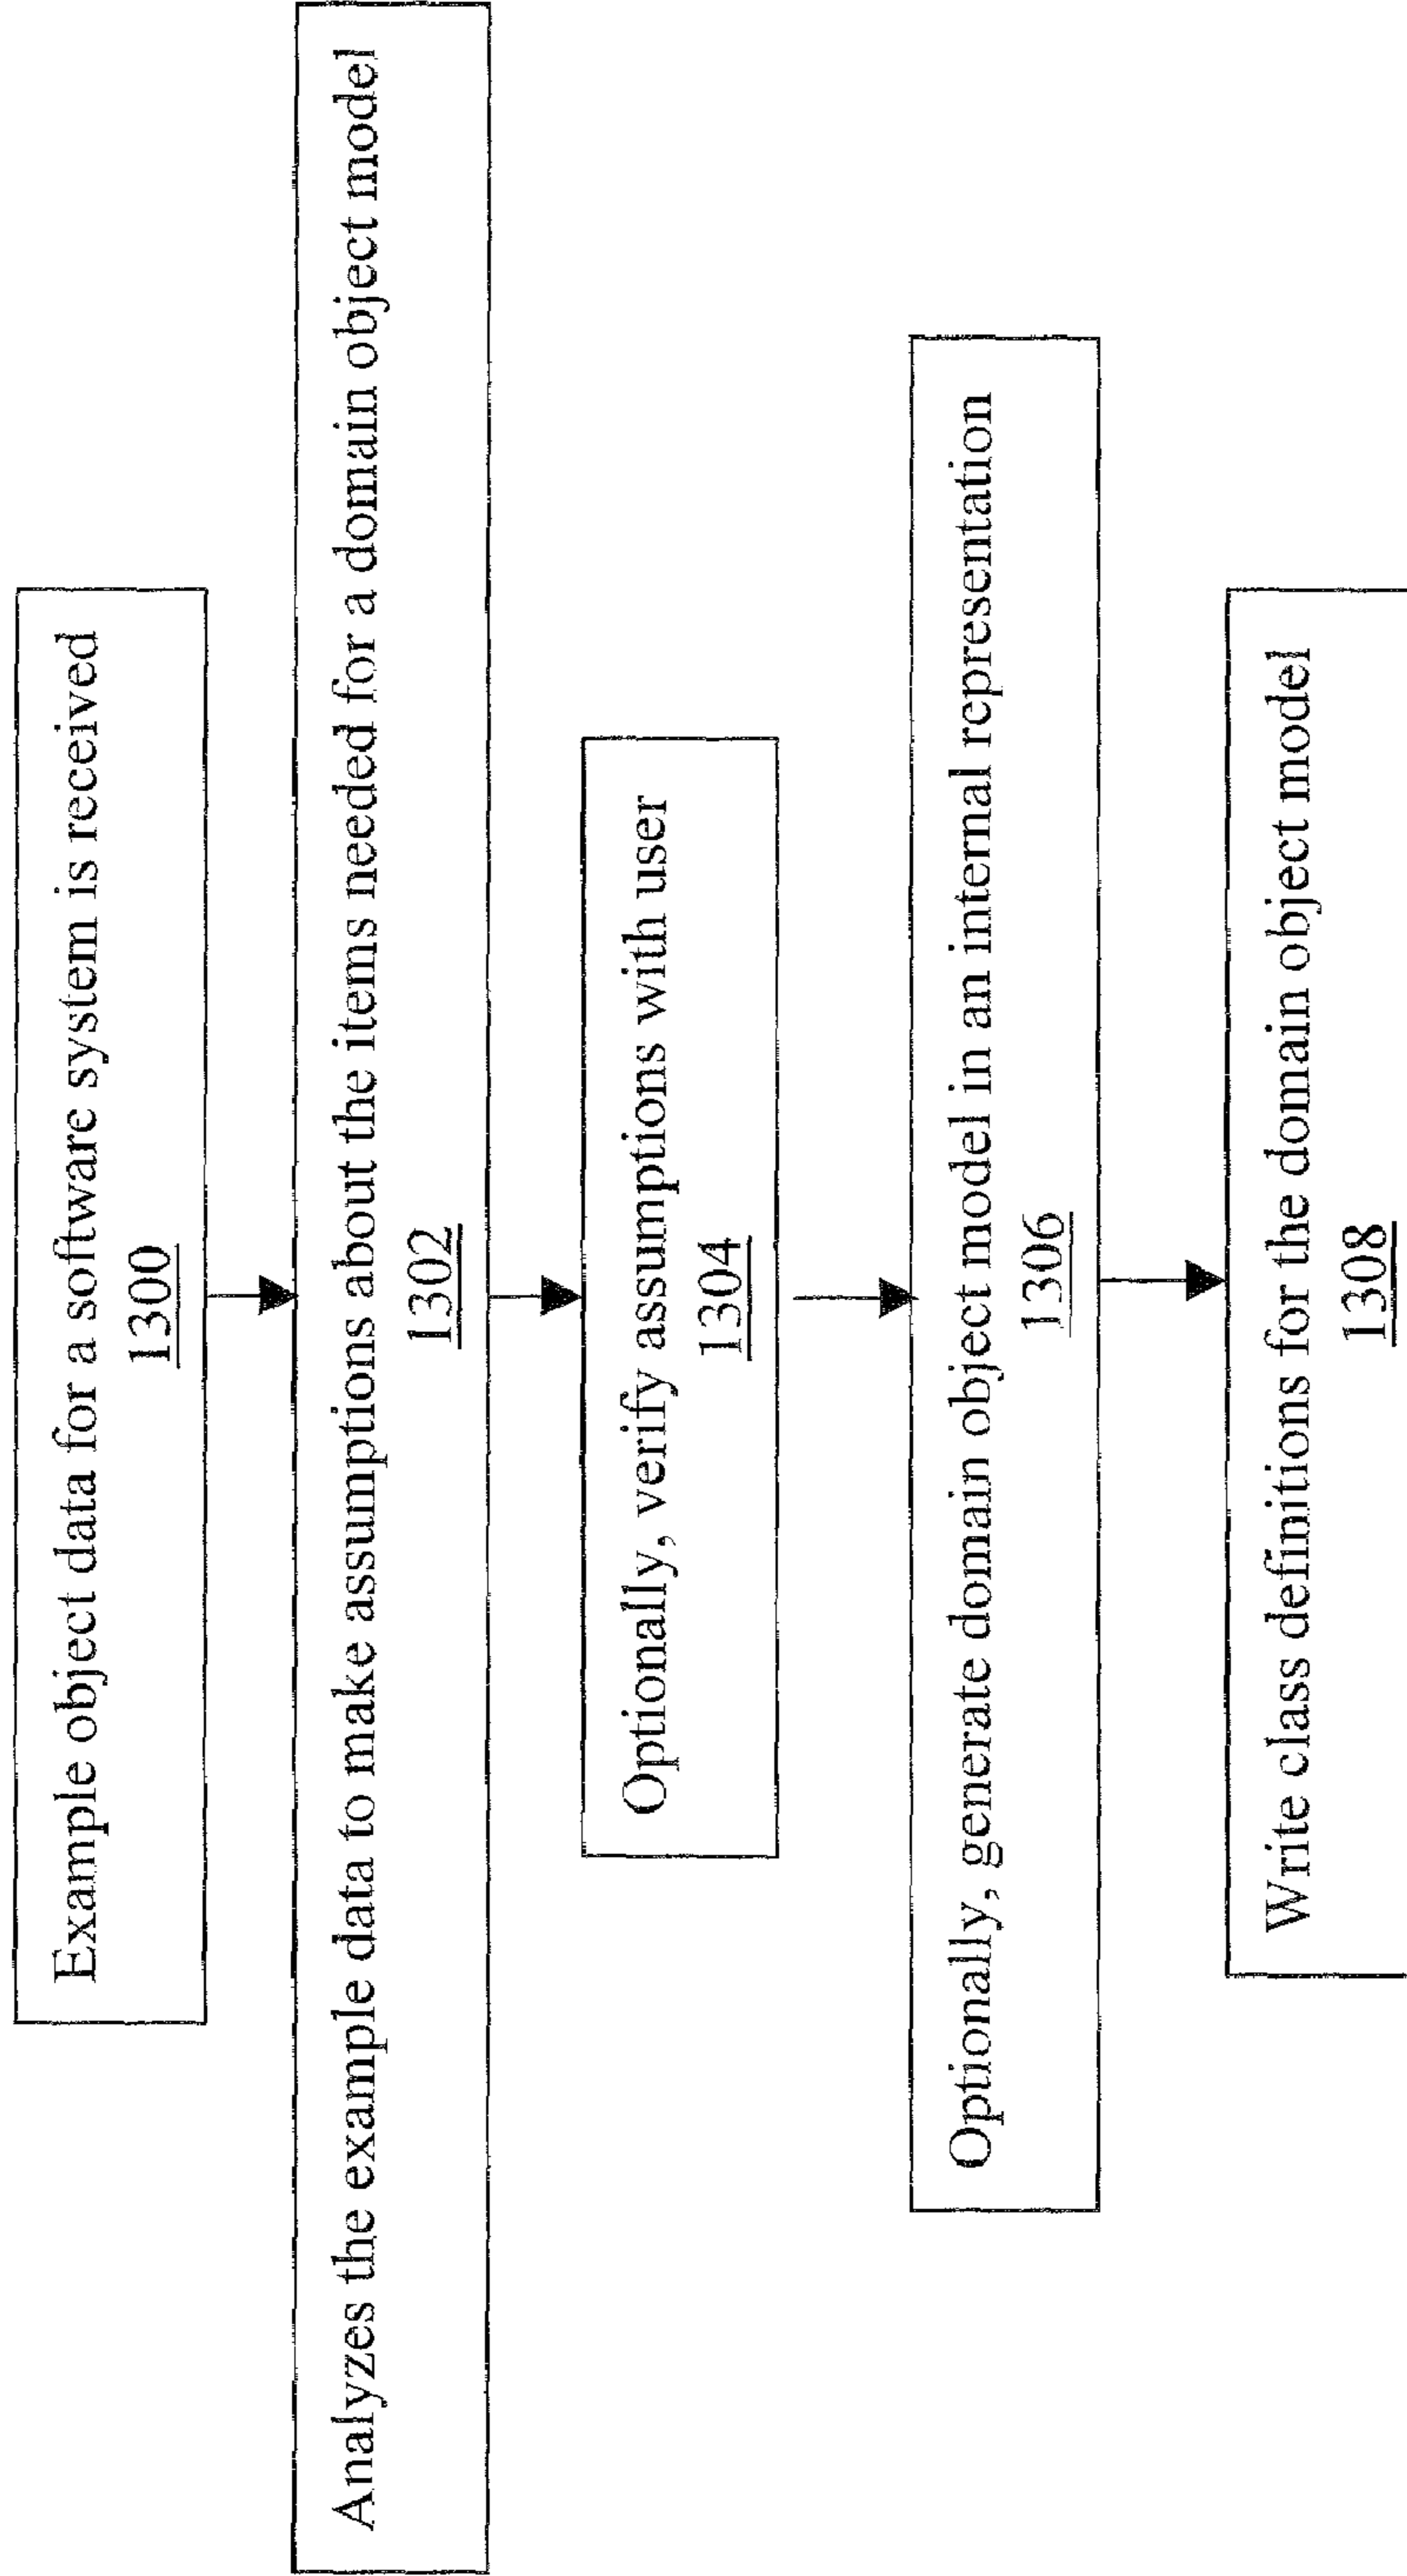 Example object data for a software system is received
1300
Analyzes the example data to make assumptions about the items needed for a domain object model
1302
Optionally, verify assumptions with user
1304
Optionally, generate domain object model in an internal representation
1306
Write class definitions for the domain object model
1308